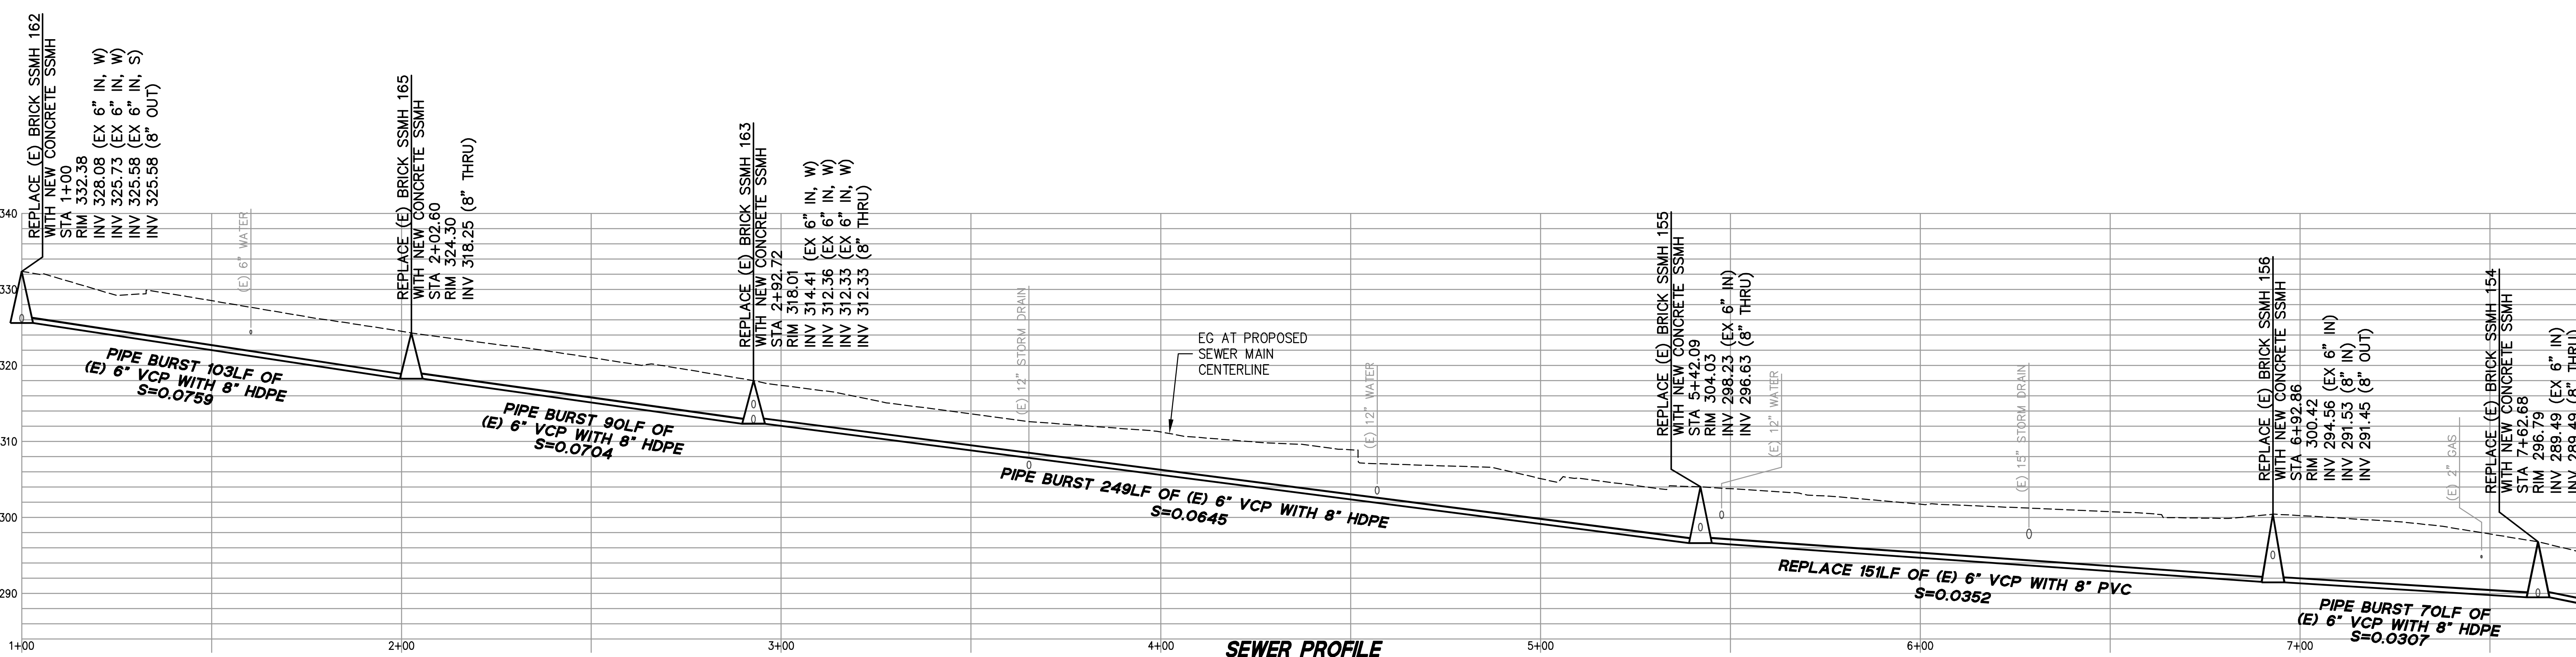 REPLACE (E) BRICK SSMH 162
WITH NEW CONCRETE SSMH
STA 1+00
RIM 332.38
INV 328.08 (EX 6" IN, W)
INV 325.73 (EX 6" IN, W)
INV 325.58 (EX 6" IN, S)
INV 325.58 (8" OUT)
(E) 6" WATER
REPLACE (E) BRICK SSMH 165
WITH NEW CONCRETE SSMH
STA 2+02.60
RIM 324.30
INV 318.25 (8" THRU)
REPLACE (E) BRICK SSMH 163
WITH NEW CONCRETE SSMH
STA 2+92.72
RIM 318.01
INV 314.41 (EX 6" IN, W)
INV 312.36 (EX 6" IN, W)
INV 312.33 (EX 6" IN, W)
INV 312.33 (8" THRU)
(E) 12" STORM DRAIN
EG AT PROPOSED
SEWER MAIN
CENTERLINE
(E) 12" WATER
REPLACE (E) BRICK SSMH 155
WITH NEW CONCRETE SSMH
STA 5+42.09
RIM 304.03
INV 298.23 (EX 6" IN)
INV 296.63 (8" THRU)
(E) 12" WATER
(E) 15" STORM DRAIN
REPLACE (E) BRICK SSMH 156
WITH NEW CONCRETE SSMH
STA 6+92.86
RIM 300.42
INV 294.56 (EX 6" IN)
INV 291.53 (8" IN)
INV 291.45 (8" OUT)
(E) 2" GAS
REPLACE (E) BRICK SSMH 154
WITH NEW CONCRETE SSMH
STA 7+62.68
RIM 296.79
INV 289.49 (EX 6" IN)
INV 289.49 (8" THRU)
340
330
320
310
300
290
PIPE BURST 103LF OF
(E) 6" VCP WITH 8" HDPE
S=0.0759
PIPE BURST 90LF OF
(E) 6" VCP WITH 8" HDPE
S=0.0704
PIPE BURST 249LF OF (E) 6" VCP WITH 8" HDPE
S=0.0645
REPLACE 151LF OF (E) 6" VCP WITH 8" PVC
S=0.0352
PIPE BURST 70LF OF
(E) 6" VCP WITH 8" HDPE
S=0.0307
1+00
2+00
3+00
4+00
5+00
6+00
7+00
SEWER PROFILE